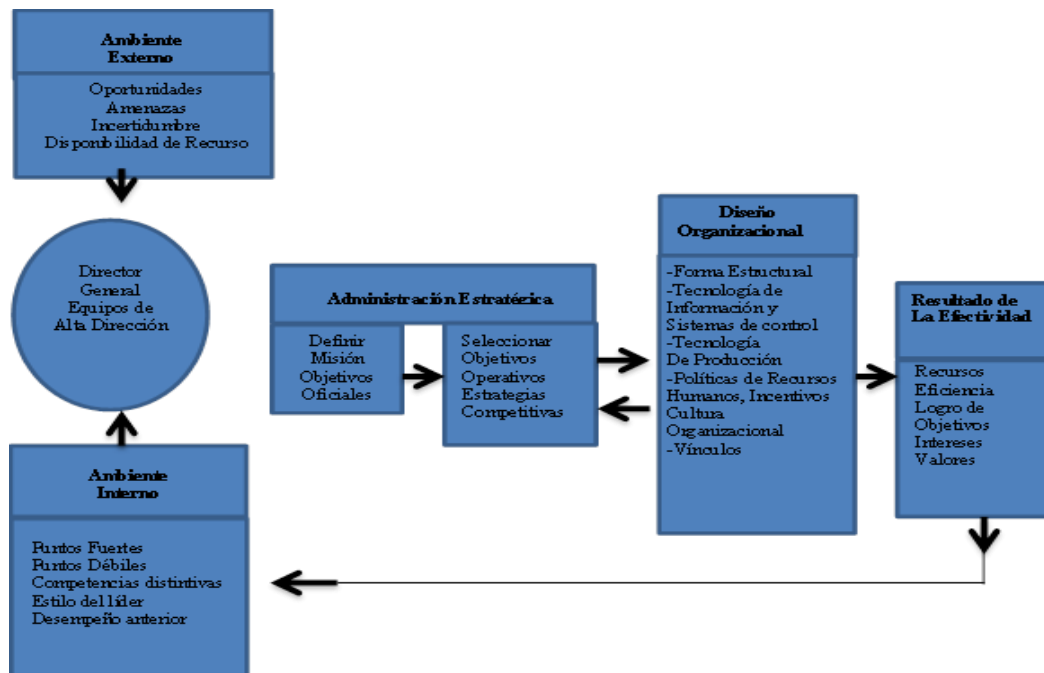 Ambiente
Externo
Oportunidades
Amenazas
Incertidumbre
Disponibilidad de Recurso
Director
General
Equipos de
Alta Dirección
Ambiente
Interno
Puntos Fuertes
Puntos Débiles
Competencias distintivas
Estilo del líder
Desempeño anterior
Administración Estratégica
Definir
Misión
Objetivos
Oficiales
Seleccionar
Objetivos
Operativos
Estrategias
Competitivas
Diseño
Organizacional
-Forma Estructural
-Tecnología de
Información y
Sistemas de control
-Tecnología
De Producción
-Políticas de Recursos
Humanos, Incentivos
Cultura
Organizacional
-Vínculos
Resultado de
La Efectividad
Recursos
Eficiencia
Logro de
Objetivos
Intereses
Valores